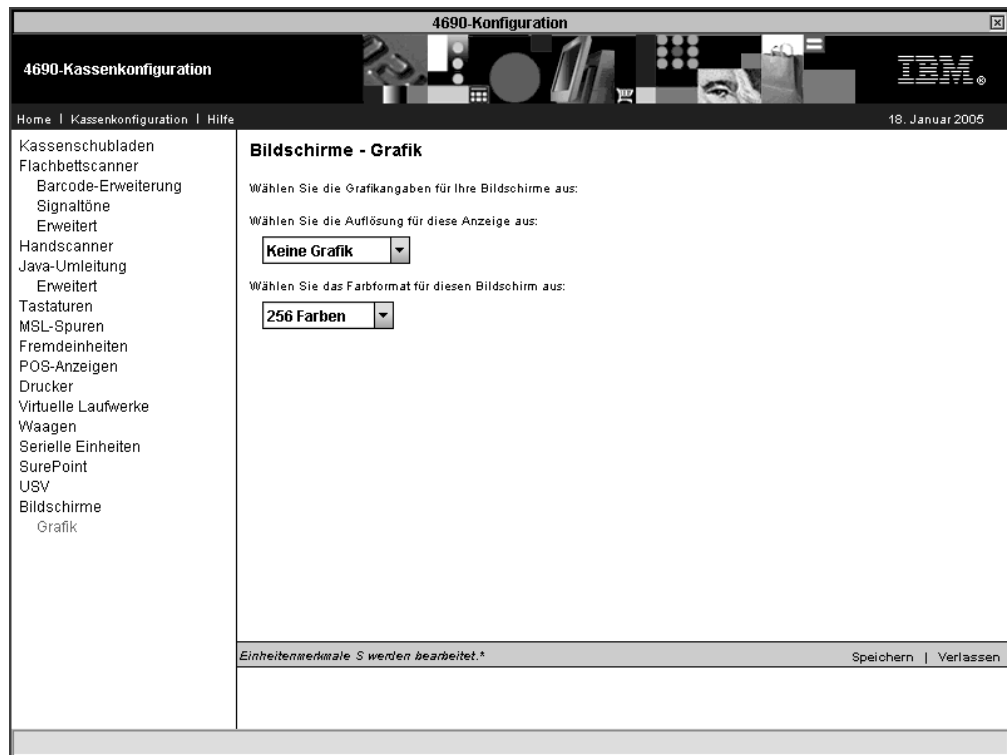 4690-Konfiguration
4690-Kassenkonfiguration
IBM®
Home | Kassenkonfiguration | Hilfe
18. Januar 2005
Kassenschubladen
Flachbettscanner
Barcode-Erweiterung
Signaltöne
Erweitert
Handscanner
Java-Umleitung
Erweitert
Tastaturen
MSL-Spuren
Fremdeinheiten
POS-Anzeigen
Drucker
Virtuelle Laufwerke
Waagen
Serielle Einheiten
SurePoint
USV
Bildschirme
Grafik
Bildschirme - Grafik
Wählen Sie die Grafikangaben für Ihre Bildschirme aus:
Wählen Sie die Auflösung für diese Anzeige aus:
Keine Grafik
Wählen Sie das Farbformat für diesen Bildschirm aus:
256 Farben
Einheitenmerkmale S werden bearbeitet.*
Speichern | Verlassen